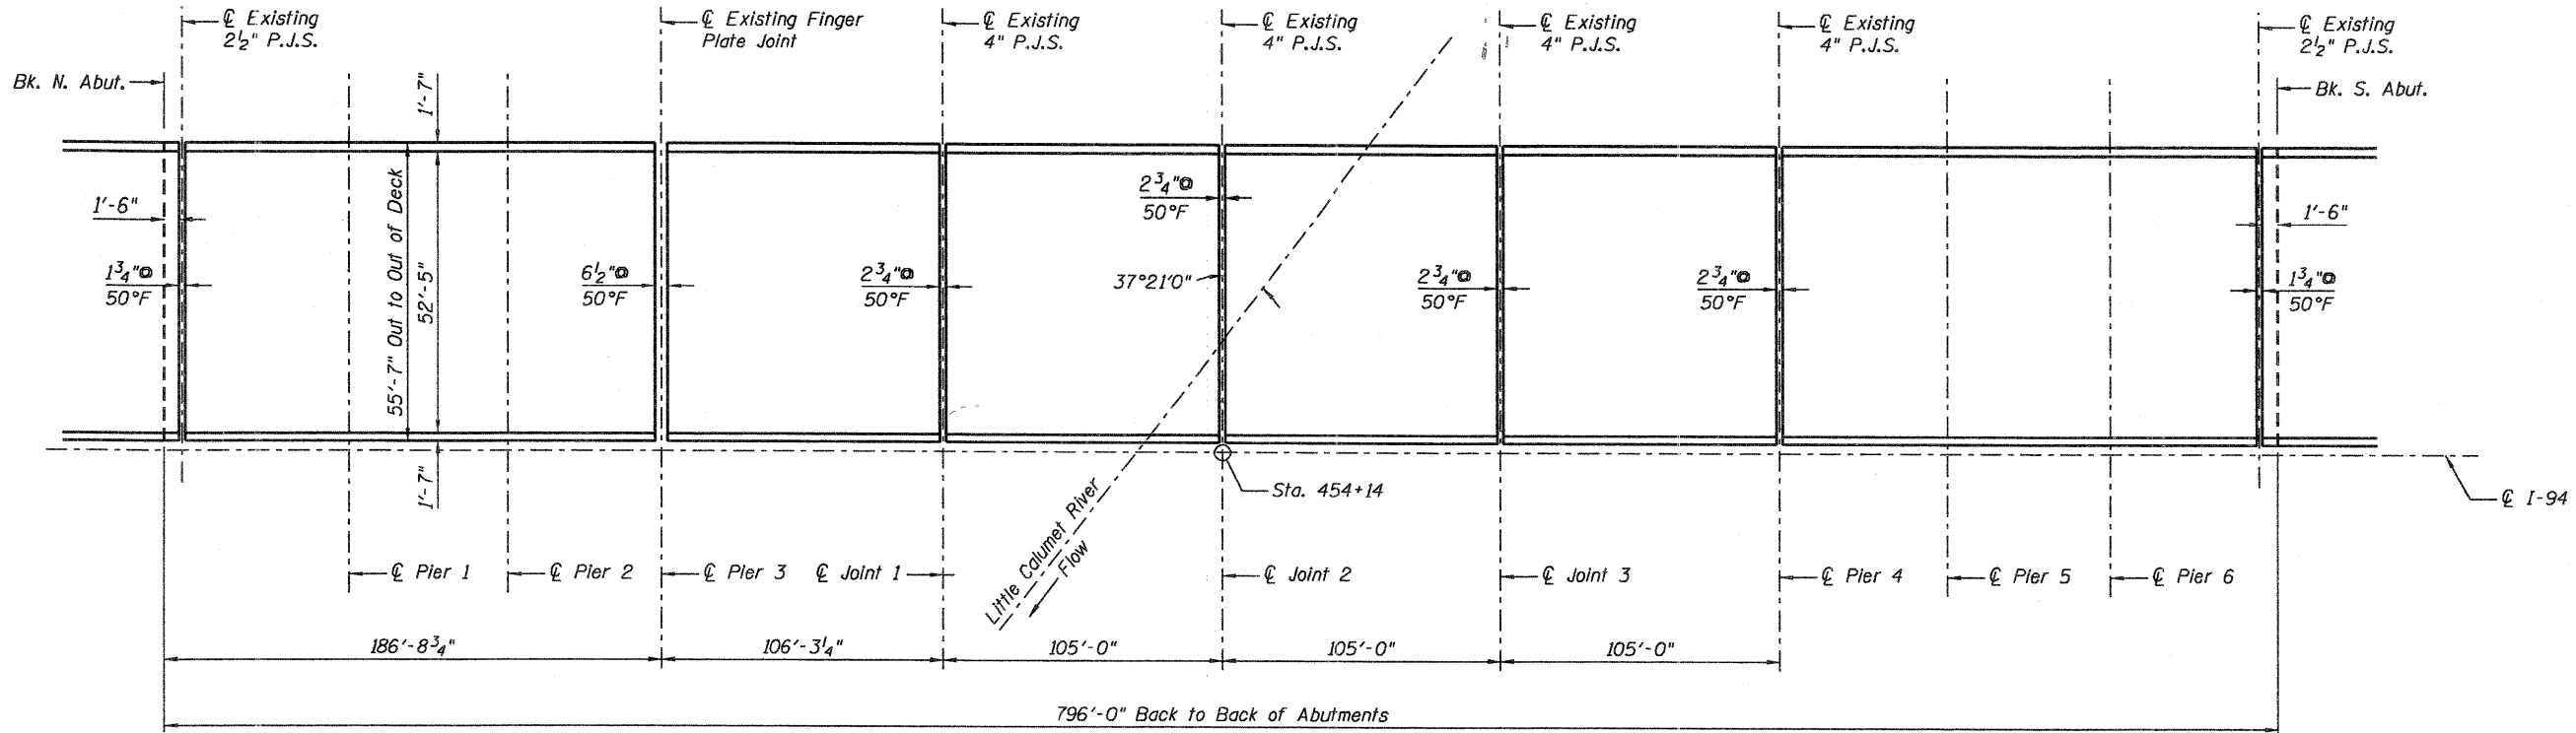 ℄ Existing
2½" P.J.S.
℄ Existing Finger
Plate Joint
℄ Existing
4" P.J.S.
℄ Existing
4" P.J.S.
℄ Existing
4" P.J.S.
℄ Existing
4" P.J.S.
℄ Existing
2½" P.J.S.
Bk. N. Abut.
1'-7"
Bk. S. Abut.
1'-6"
55'-7" Out to Out of Deck
52'-5"
2¾"@
50°F
1'-6"
1¾"@
50°F
6½"@
50°F
2¾"@
50°F
37°21'0"
2¾"@
50°F
2¾"@
50°F
1¾"@
50°F
1'-7"
Sta. 454+14
℄ I-94
Little Calumet River
Flow
℄ Pier 1
℄ Pier 2
℄ Pier 3
℄ Joint 1
℄ Joint 2
℄ Joint 3
℄ Pier 4
℄ Pier 5
℄ Pier 6
186'-8¾"
106'-3¼"
105'-0"
105'-0"
105'-0"
796'-0" Back to Back of Abutments